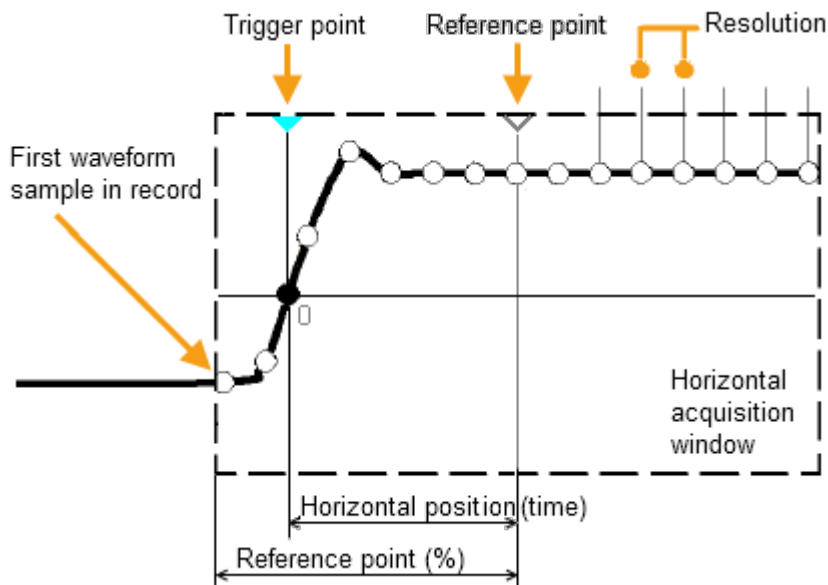 Trigger point
Reference point
Resolution
First waveform
sample in record
0
Horizontal
acquisition
window
Horizontal position (time)
Reference point (%)